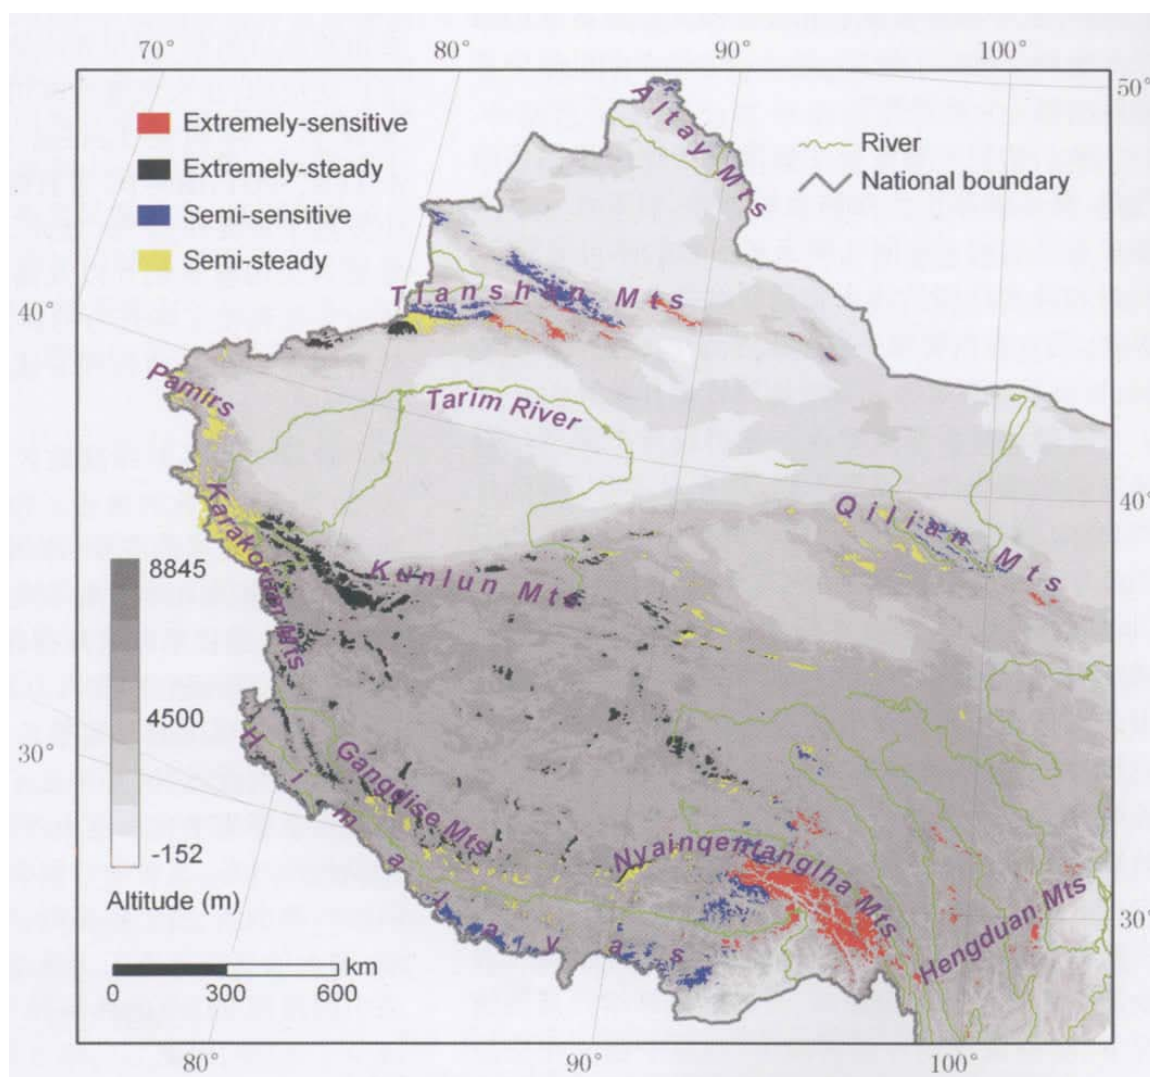 70° 80° 90° 100°
50°
Extremely-sensitive
Extremely-steady
Semi-sensitive
Semi-steady
River
National boundary
Altay Mts
Tianshan Mts
40°
Pamirs
Tarim River
Karakoram Mts
Kunlun Mts
Qilian Mts
40°
8845
4500
-152
Altitude (m)
30°
Himalayas
Gangdise Mts
Nyainqentanglha Mts
Hengduan Mts
30°
km
0 300 600
80° 90° 100°